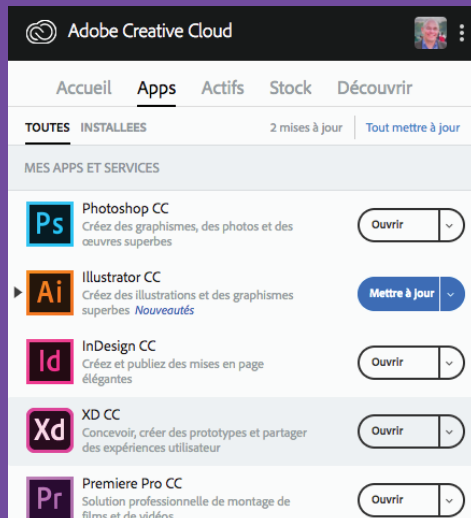 Adobe Creative Cloud
Accueil Apps Actifs Stock Découvrir
TOUTES INSTALLEES 2 mises à jour Tout mettre à jour
MES APPS ET SERVICES
Ps
Photoshop CC
Créez des graphismes, des photos et des
œuvres superbes
Ouvrir
Ai
Illustrator CC
Créez des illustrations et des graphismes
superbes Nouveautés
Mettre à jour
Id
InDesign CC
Créez et publiez des mises en page
élégantes
Ouvrir
Xd
XD CC
Concevoir, créer des prototypes et partager
des expériences utilisateur
Ouvrir
Pr
Premiere Pro CC
Solution professionnelle de montage de
films et de vidéos
Ouvrir